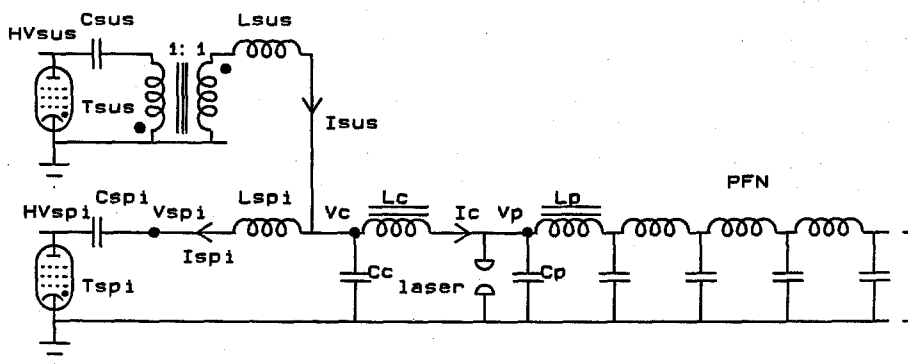 Csus
Lsus
HVsus
1: 1
Tsus
Isus
Cspi
Lspi
Lc
PFN
HVspi
Vspi
Vc
Ic
Vp
Lp
Ispi
Cc
laser
Cp
Tspi